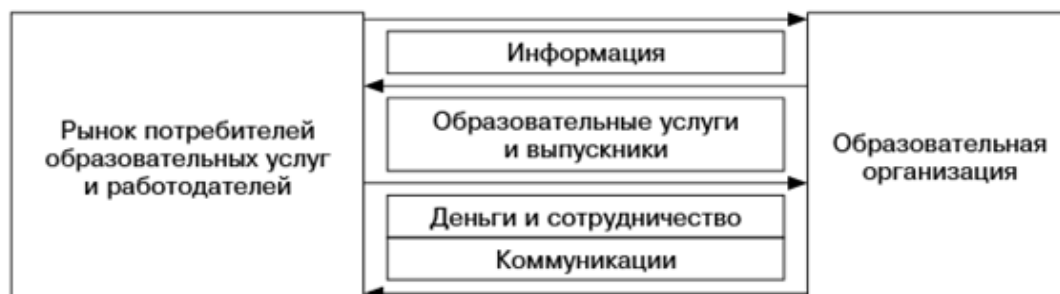 Рынок потребителей
образовательных услуг
и работодателей
Информация
Образовательные услуги
и выпускники
Деньги и сотрудничество
Коммуникации
Образовательная
организация